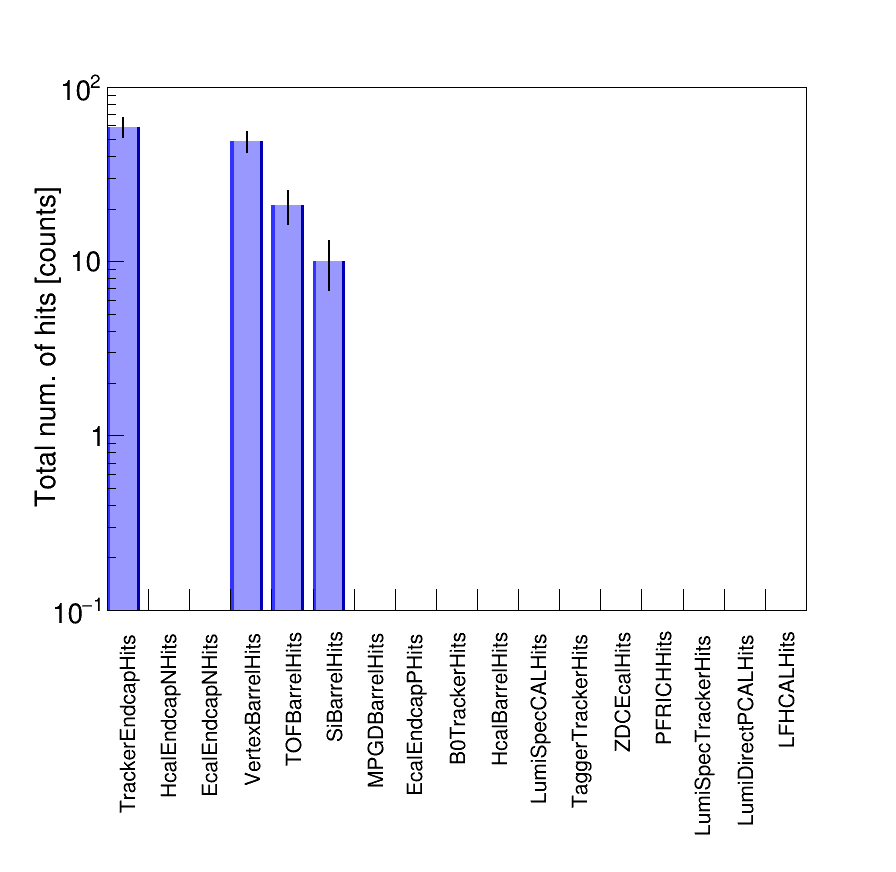 Total num. of hits [counts]
10²
10
1
10⁻¹
TrackerEndcapHits
HcalEndcapNHits
EcalEndcapNHits
VertexBarrelHits
TOFBarrelHits
SiBarrelHits
MPGDBarrelHits
EcalEndcapPHits
B0TrackerHits
HcalBarrelHits
LumiSpecCALHits
TaggerTrackerHits
ZDCEcalHits
PFRICHHits
LumiSpecTrackerHits
LumiDirectPCALHits
LFHCALHits